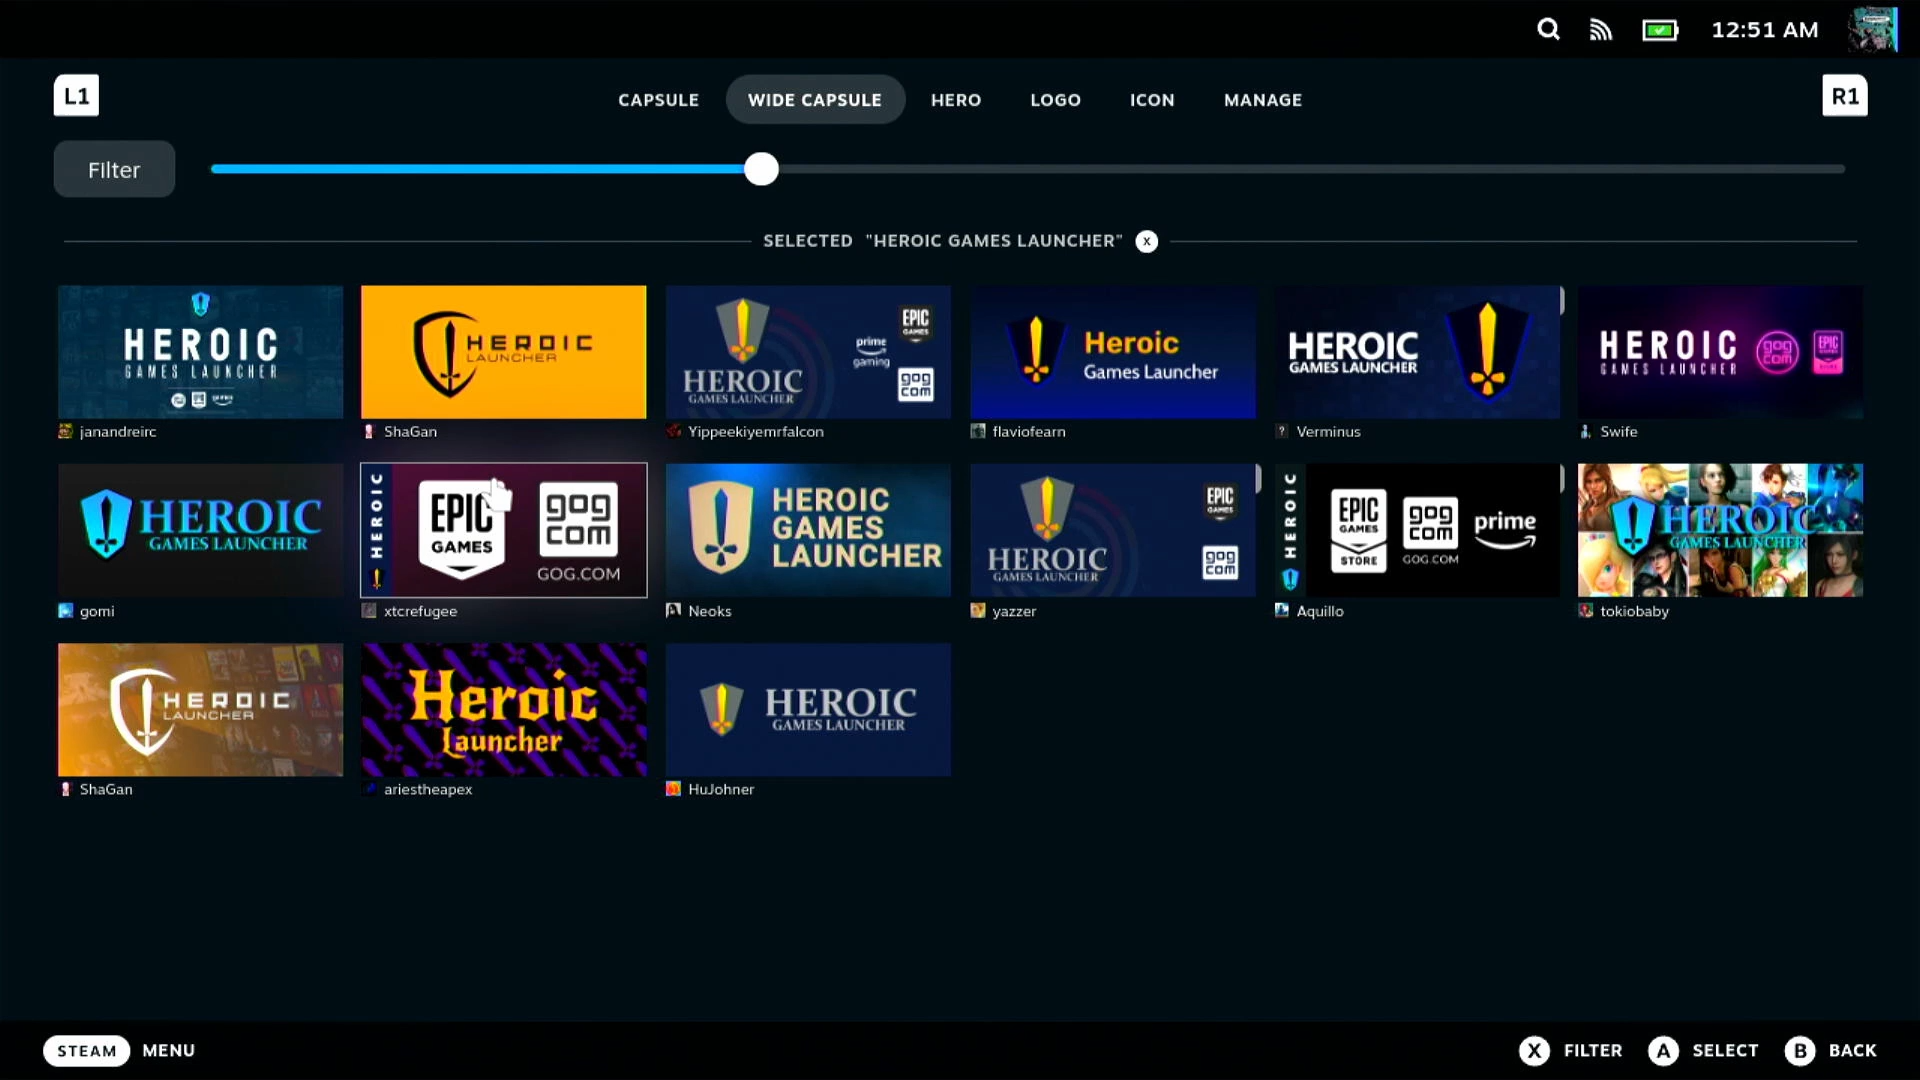 12:51 AM
L1
CAPSULE
WIDE CAPSULE
HERO
LOGO
ICON
MANAGE
R1
FIlter
SELECTED "HEROIC GAMES LAUNCHER" X
HEROIC
GAMES LAUNCHER
janandreirc
HEROIC
LAUNCHER
ShaGan
HEROIC
GAMES LAUNCHER
prime
gaming
EPIC
GAMES
gog
com
Yippeekiyemrfalcon
Heroic
Games Launcher
flaviofearn
HEROIC
GAMES LAUNCHER
? Verminus
HEROIC
GAMES LAUNCHER
gog
com
EPIC
GAMES
Swife
HEROIC
GAMES LAUNCHER
gomi
HEROIC
EPIC
GAMES
gog
com
GOG.COM
xtcrefugee
HEROIC
GAMES
LAUNCHER
Neoks
HEROIC
GAMES LAUNCHER
EPIC
GAMES
gog
com
yazzer
HEROIC
EPIC
GAMES
STORE
gog
com
GOG.COM
prime
Aquillo
HEROIC
GAMES LAUNCHER
tokiobaby
HEROIC
LAUNCHER
ShaGan
Heroic
Launcher
ariestheapex
HEROIC
GAMES LAUNCHER
HuJohner
STEAM MENU
X FILTER
A SELECT
B BACK